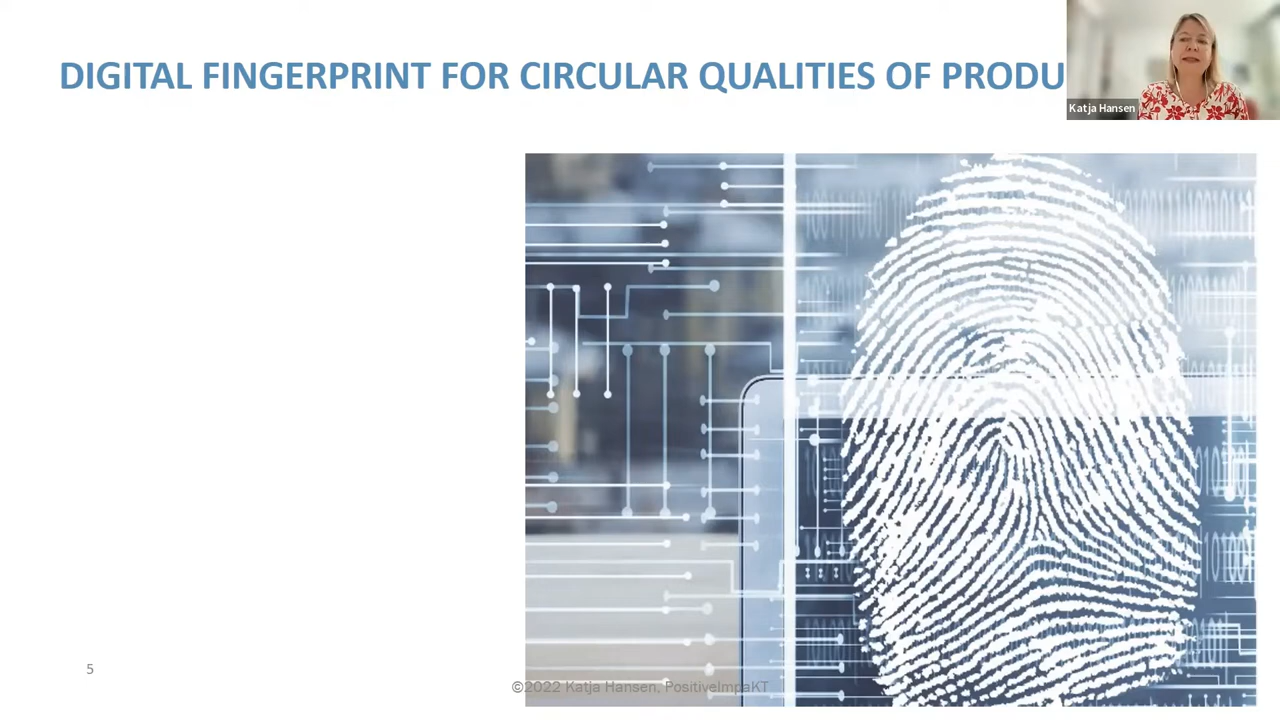 DIGITAL FINGERPRINT FOR CIRCULAR QUALITIES OF PRODU
Katja Hansen
5
©2022 Katja Hansen, PositiveImpaKT